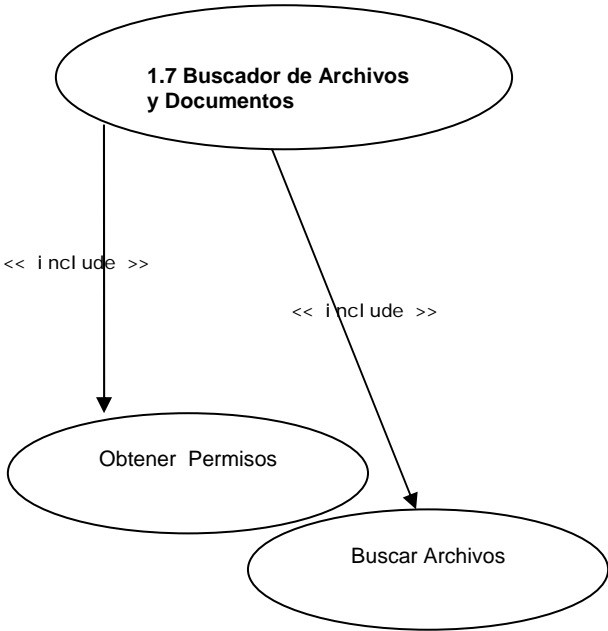 1.7 Buscador de Archivos
y Documentos
<< include >>
<< include >>
Obtener Permisos
Buscar Archivos